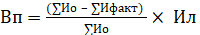 Вп = (∑Ио − ∑Ифакт) / ∑Ио × Ил